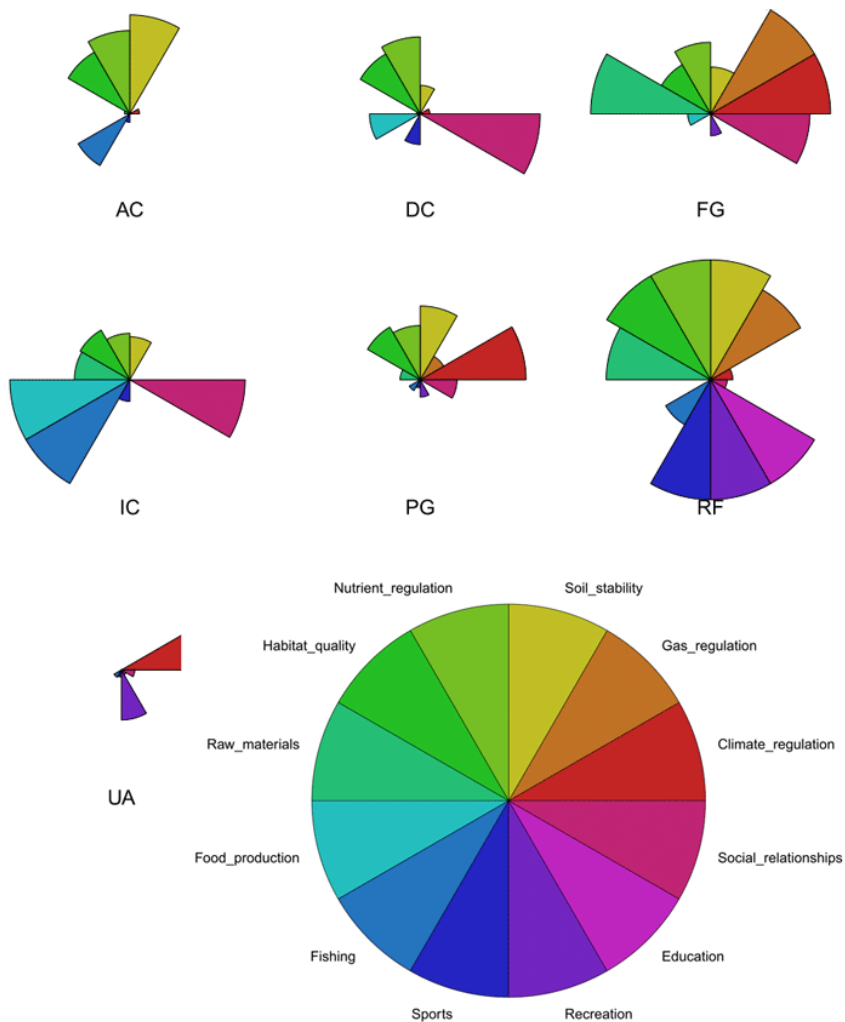 AC
DC
FG
IC
PG
RF
Nutrient_regulation
Soil_stability
Habitat_quality
Gas_regulation
Raw_materials
Climate_regulation
UA
Food_production
Social_relationships
Fishing
Education
Sports
Recreation